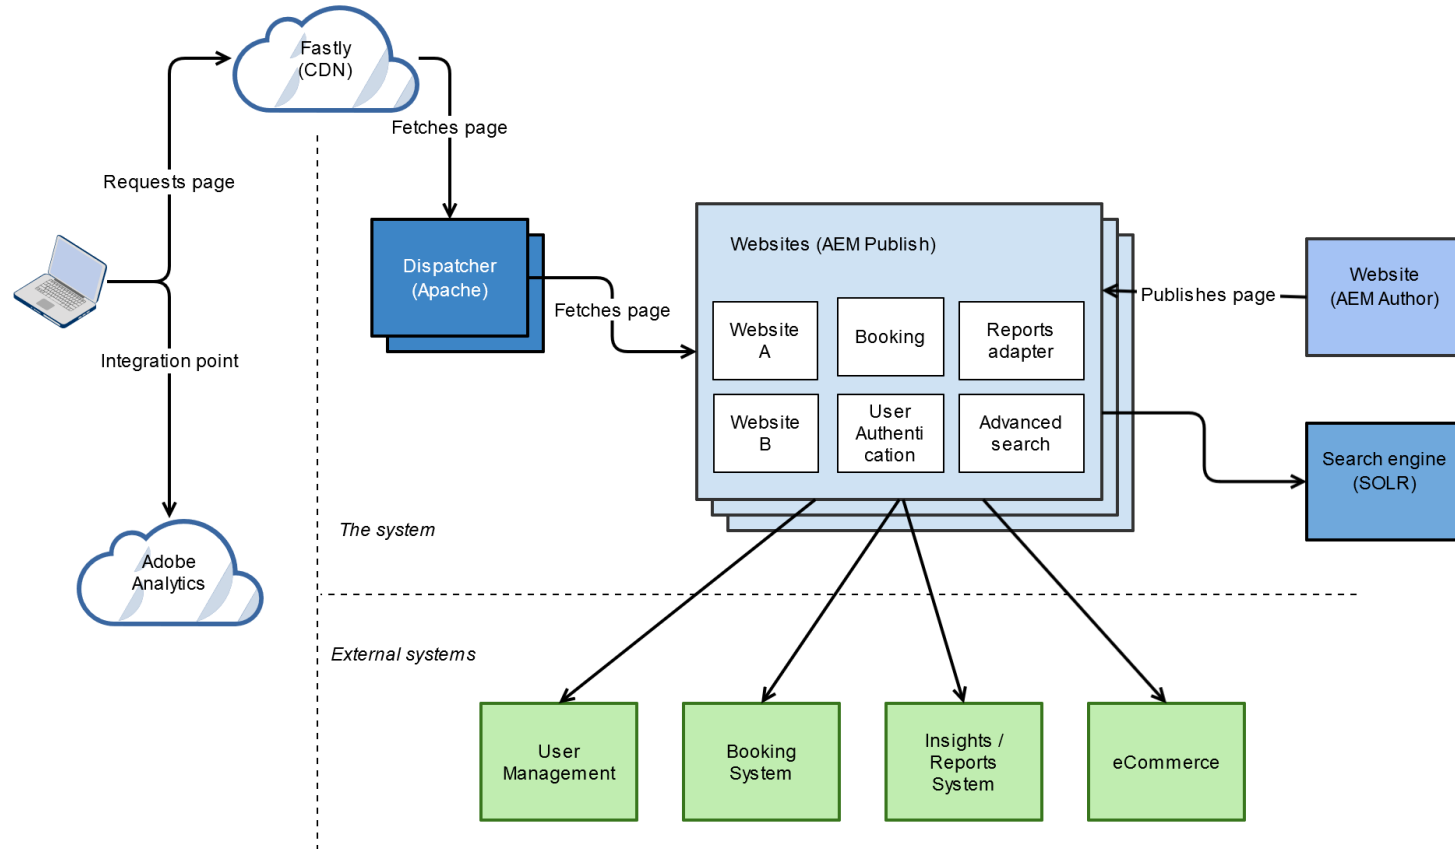 Fastly
(CDN)
Fetches page
Requests page
Dispatcher
(Apache)
Fetches page
Integration point
Adobe
Analytics
Websites (AEM Publish)
Website
A
Booking
Reports
adapter
Website
B
User
Authenti
cation
Advanced
search
Publishes page
Website
(AEM Author)
Search engine
(SOLR)
The system
External systems
User
Management
Booking
System
Insights /
Reports
System
eCommerce